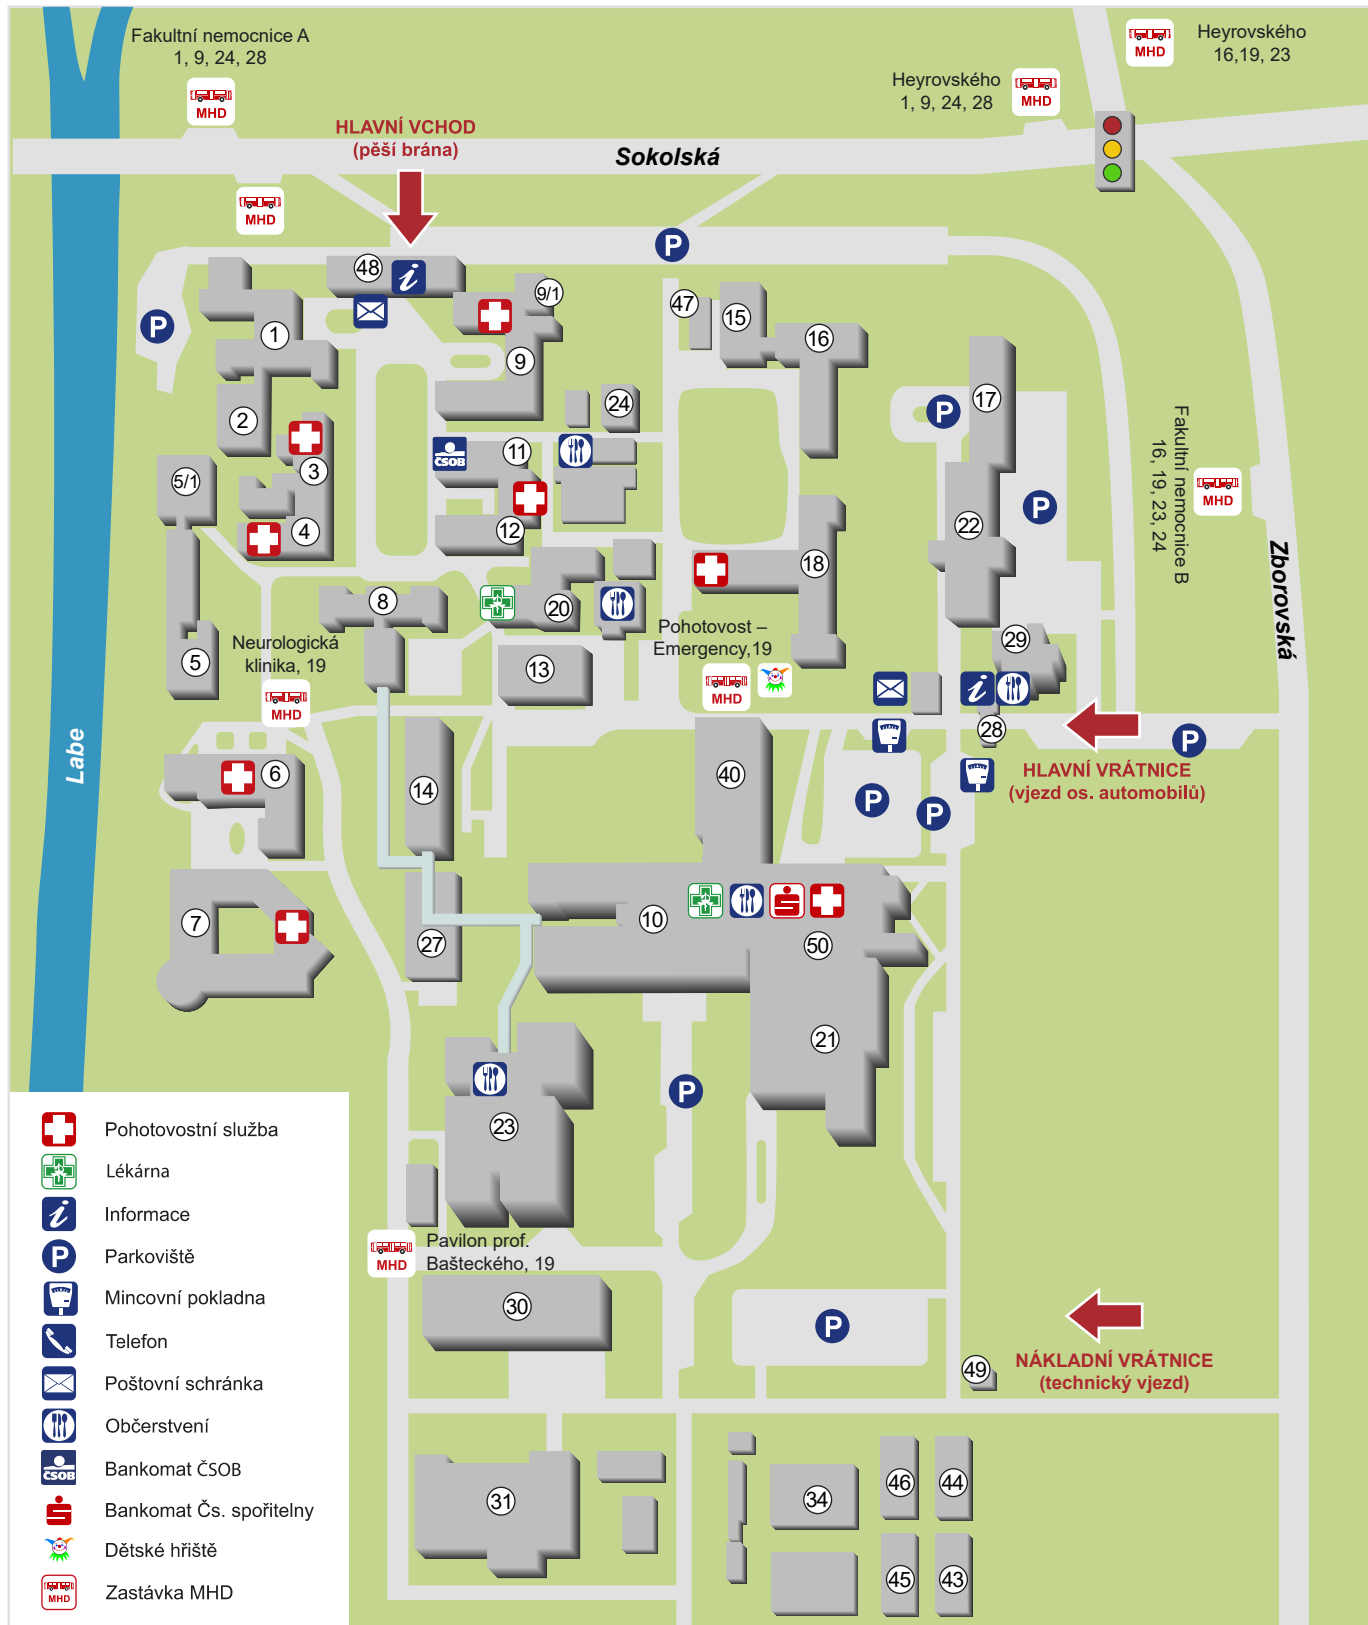 Fakultní nemocnice A
1, 9, 24, 28
MHD
MHD
HLAVNÍ VCHOD
(pěší brána)
Sokolská
Heyrovského
1, 9, 24, 28
MHD
MHD
Heyrovského
16,19, 23
P
48
i
9/1
47
15
16
P
1
9
17
2
24
P
3
ČSOB
11
5/1
4
12
22
P
Fakultní nemocnice B
16, 19, 23, 24
MHD
18
Zborovská
8
20
Neurologická
klinika, 19
MHD
5
13
Pohotovost –
Emergency,19
MHD
29
i
28
P
HLAVNÍ VRÁTNICE
(vjezd os. automobilů)
Labe
6
14
40
P
P
7
27
10
50
21
23
P
Pohotovostní služba
Lékárna
i
Informace
P
Parkoviště
Mincovní pokladna
Telefon
Poštovní schránka
Občerstvení
ČSOB
Bankomat ČSOB
Bankomat Čs. spořitelny
Dětské hřiště
MHD
Zastávka MHD
MHD
Pavilon prof.
Bašteckého, 19
30
P
NÁKLADNÍ VRÁTNICE
(technický vjezd)
49
31
34
46
44
45
43